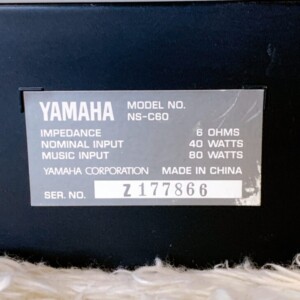 YAMAHA MODEL NO.
NS-C60
IMPEDANCE 6 OHMS
NOMINAL INPUT 40 WATTS
MUSIC INPUT 80 WATTS
YAMAHA CORPORATION MADE IN CHINA
SER. NO. Z 177866